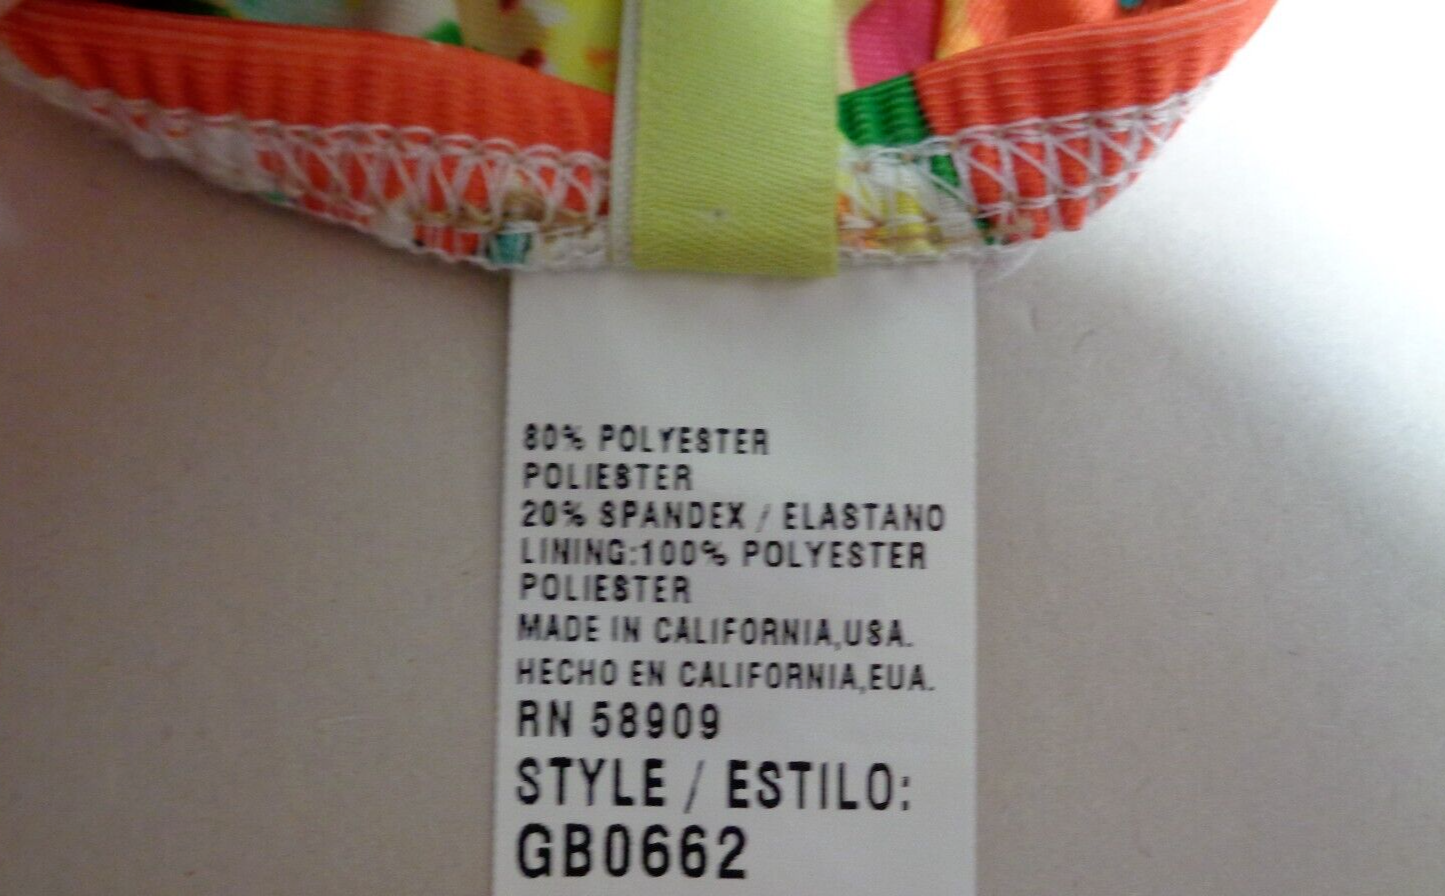 80% POLYESTER
POLIESTER
20% SPANDEX / ELASTANO
LINING:100% POLYESTER
POLIESTER
MADE IN CALIFORNIA,USA.
HECHO EN CALIFORNIA,EUA.
RN 58909
STYLE / ESTILO:
GB0662